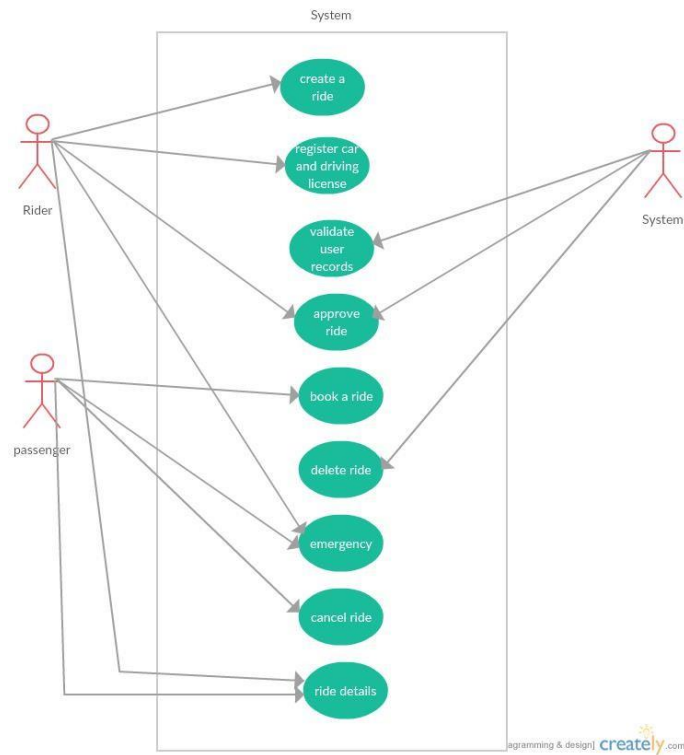 System
create a
ride
register car
and driving
license
Rider
System
validate
user
records
approve
ride
book a ride
passenger
delete ride
emergency
cancel ride
ride details
agramming & design] creately.com